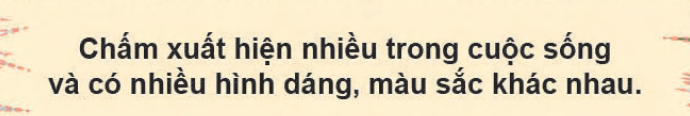 Chấm xuất hiện nhiều trong cuộc sống
và có nhiều hình dáng, màu sắc khác nhau.